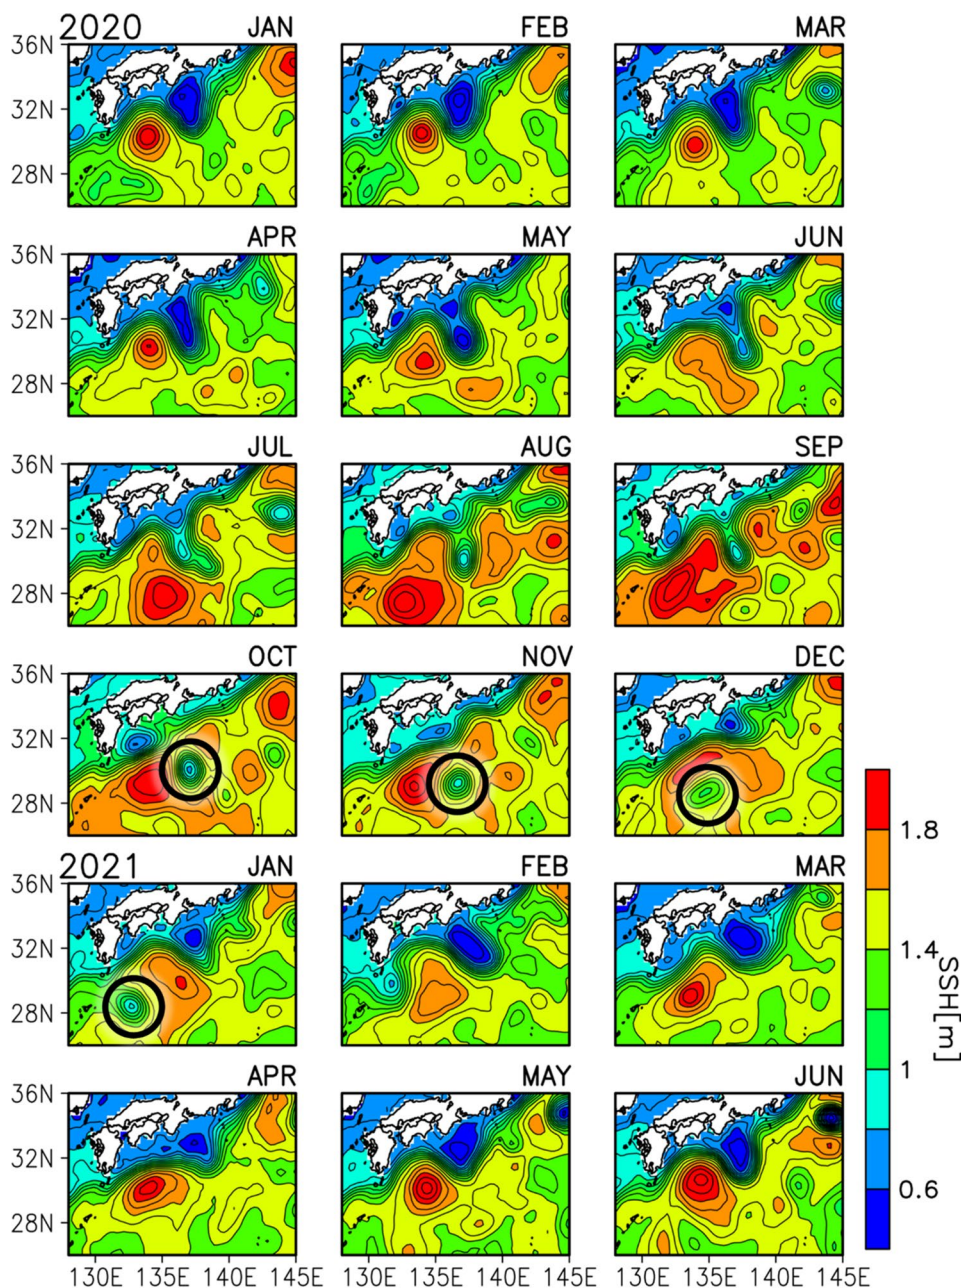 2020 JAN FEB MAR
36N
32N
28N
APR MAY JUN
36N
32N
28N
JUL AUG SEP
36N
32N
28N
OCT NOV DEC
36N
32N
28N
1.8
2021 JAN FEB MAR
36N
32N
28N
1.4
1
SSH[m]
APR MAY JUN
36N
32N
28N
0.6
130E 135E 140E 145E 130E 135E 140E 145E 130E 135E 140E 145E